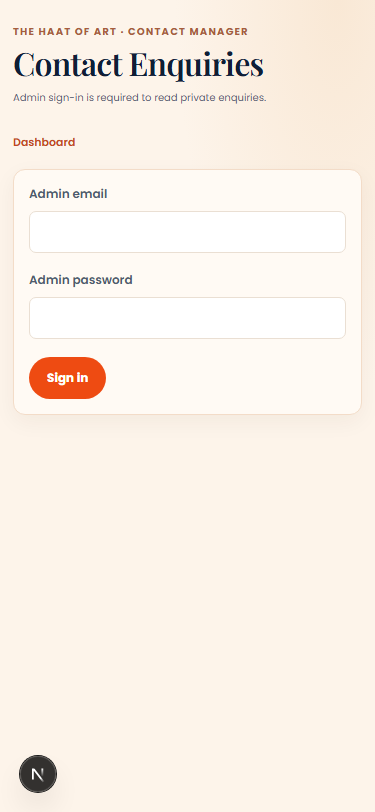 THE HAAT OF ART · CONTACT MANAGER
Contact Enquiries
Admin sign-in is required to read private enquiries.
Dashboard
Admin email
Admin password
Sign in
N